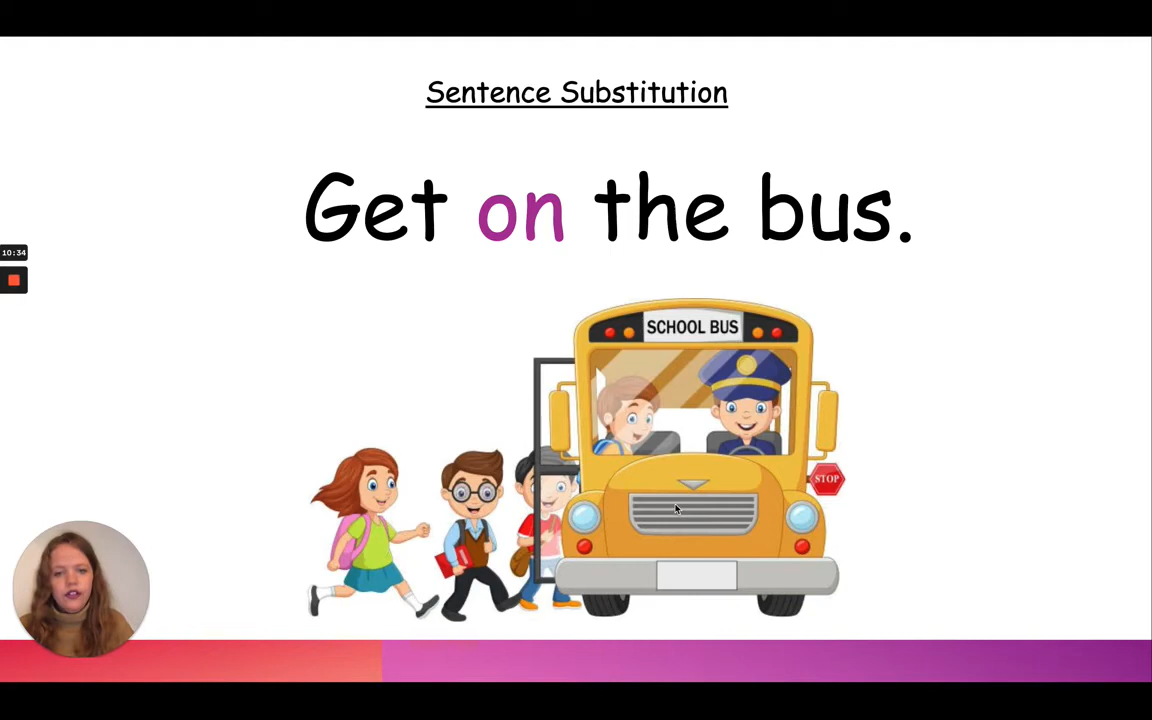 Sentence Substitution
Get on the bus.
10:34
SCHOOL BUS
STOP